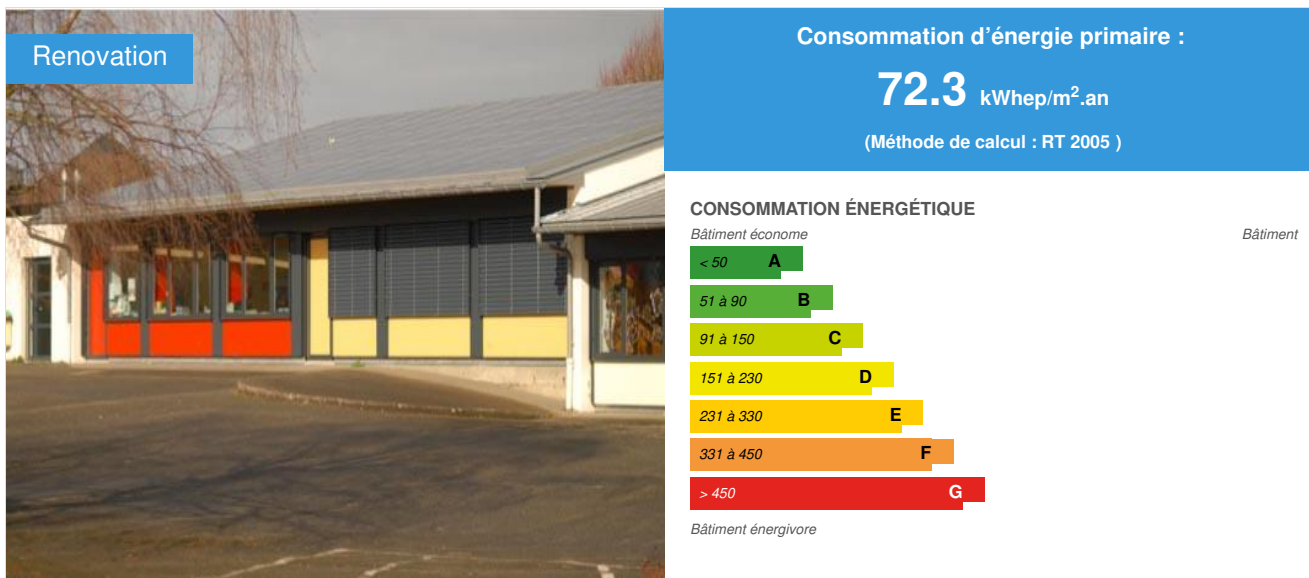 Renovation
Consommation d'énergie primaire :
72.3 kWhep/m².an
(Méthode de calcul : RT 2005 )
CONSOMMATION ÉNERGÉTIQUE
Bâtiment économe
Bâtiment
< 50 A
51 à 90 B
91 à 150 C
151 à 230 D
231 à 330 E
331 à 450 F
> 450 G
Bâtiment énergivore